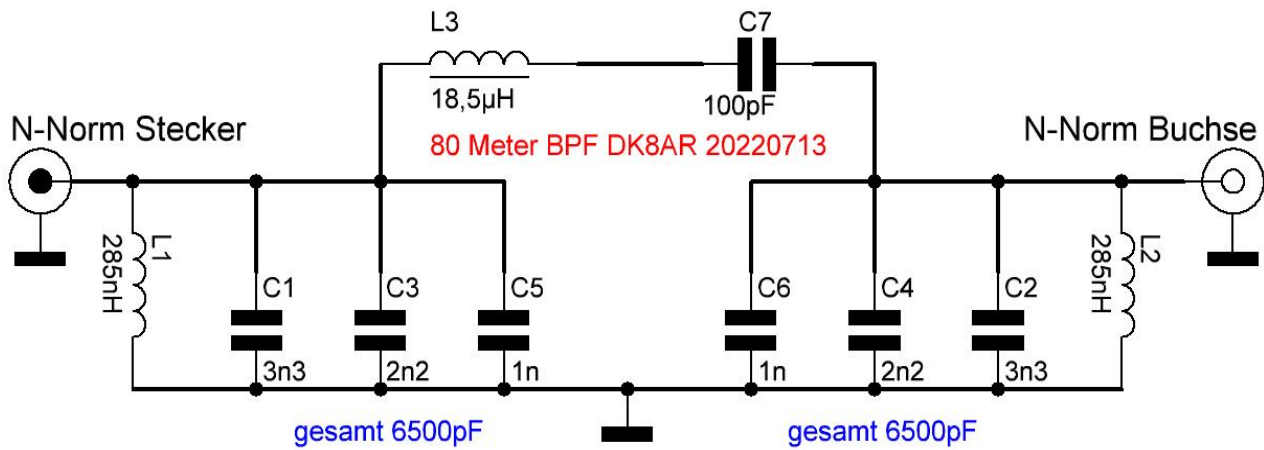 L3
C7
18,5µH
100pF
N-Norm Stecker
80 Meter BPF DK8AR 20220713
N-Norm Buchse
L1
285nH
C1
C3
C5
C6
C4
C2
L2
285nH
3n3
2n2
1n
1n
2n2
3n3
gesamt 6500pF
gesamt 6500pF